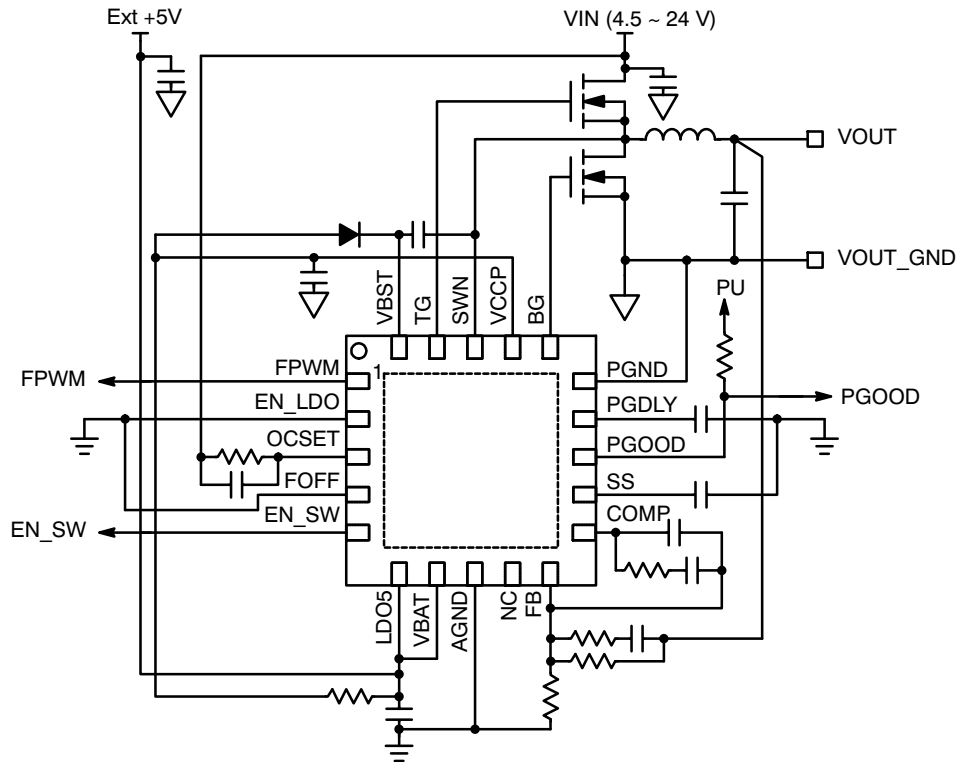 Ext +5V
VIN (4.5 ~ 24 V)
VOUT
VOUT_GND
PU
VBST
TG
SWN
VCCP
BG
1
FPWM
FPWM
EN_LDO
OCSET
FOFF
EN_SW
EN_SW
PGND
PGDLY
PGOOD
PGOOD
SS
COMP
LDO5
VBAT
AGND
NC
FB